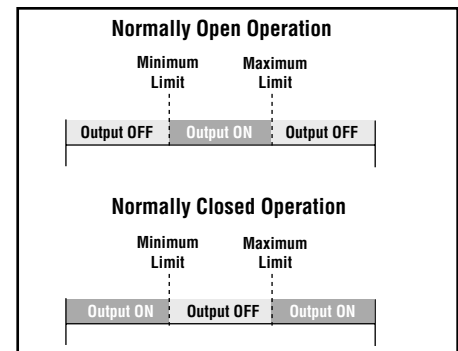 Normally Open Operation
Minimum Maximum
Limit Limit
Output OFF Output ON Output OFF
Normally Closed Operation
Minimum Maximum
Limit Limit
Output ON Output OFF Output ON